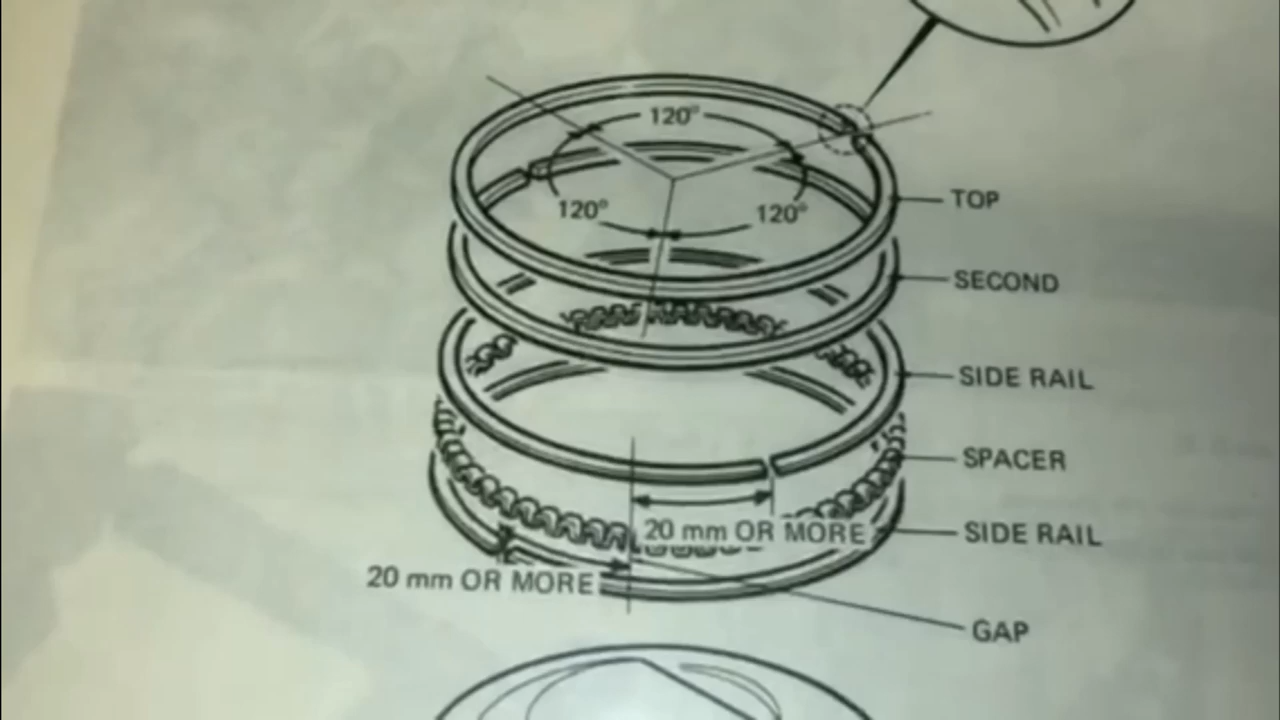 120°
120°
120°
TOP
SECOND
SIDE RAIL
SPACER
20 mm OR MORE
SIDE RAIL
20 mm OR MORE
GAP